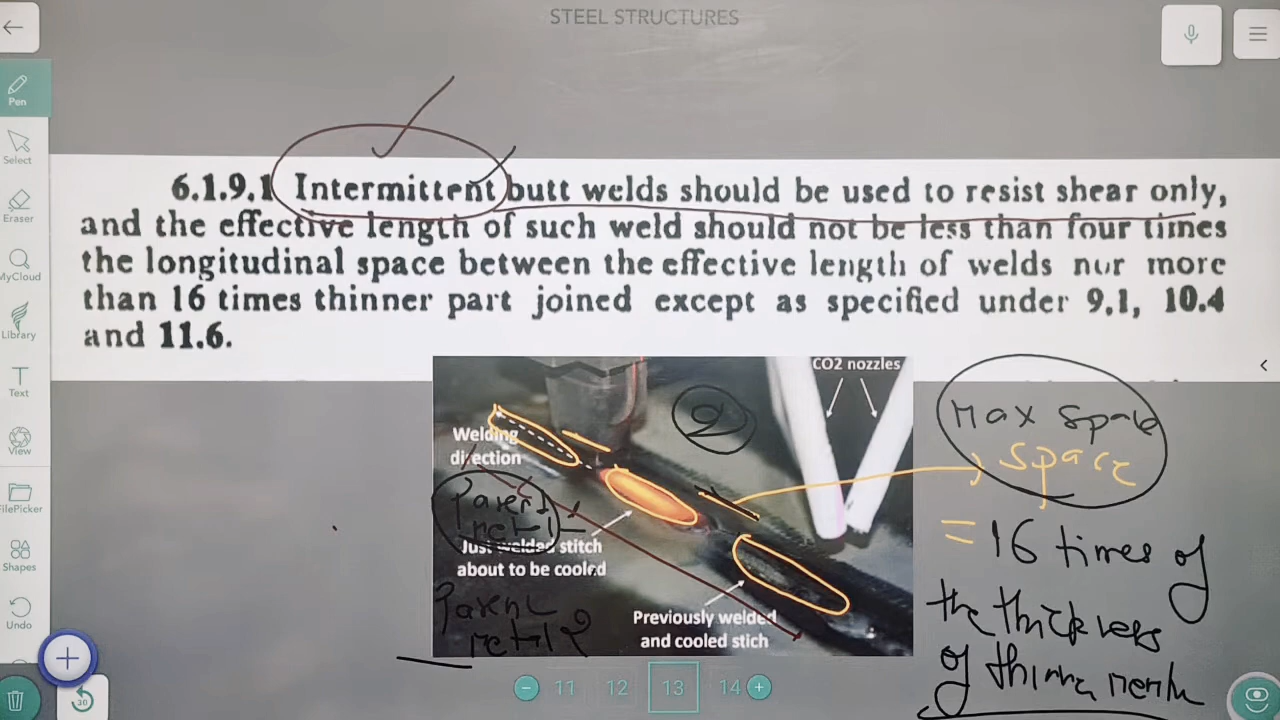 STEEL STRUCTURES
Pen
Select
Eraser
MyCloud
Library
Text
View
FilePicker
Shapes
Undo
30
6.1.9.1 Intermittent butt welds should be used to resist shear only,
and the effective length of such weld should not be less than four times
the longitudinal space between the effective length of welds nor more
than 16 times thinner part joined except as specified under 9.1, 10.4
and 11.6.
CO2 nozzles
Welding
direction
Just welded stitch
about to be cooled
Previously welded
and cooled stich
Parent
metal 2
Max
space
= 16 times of
the thickness
of
11 12 13 14